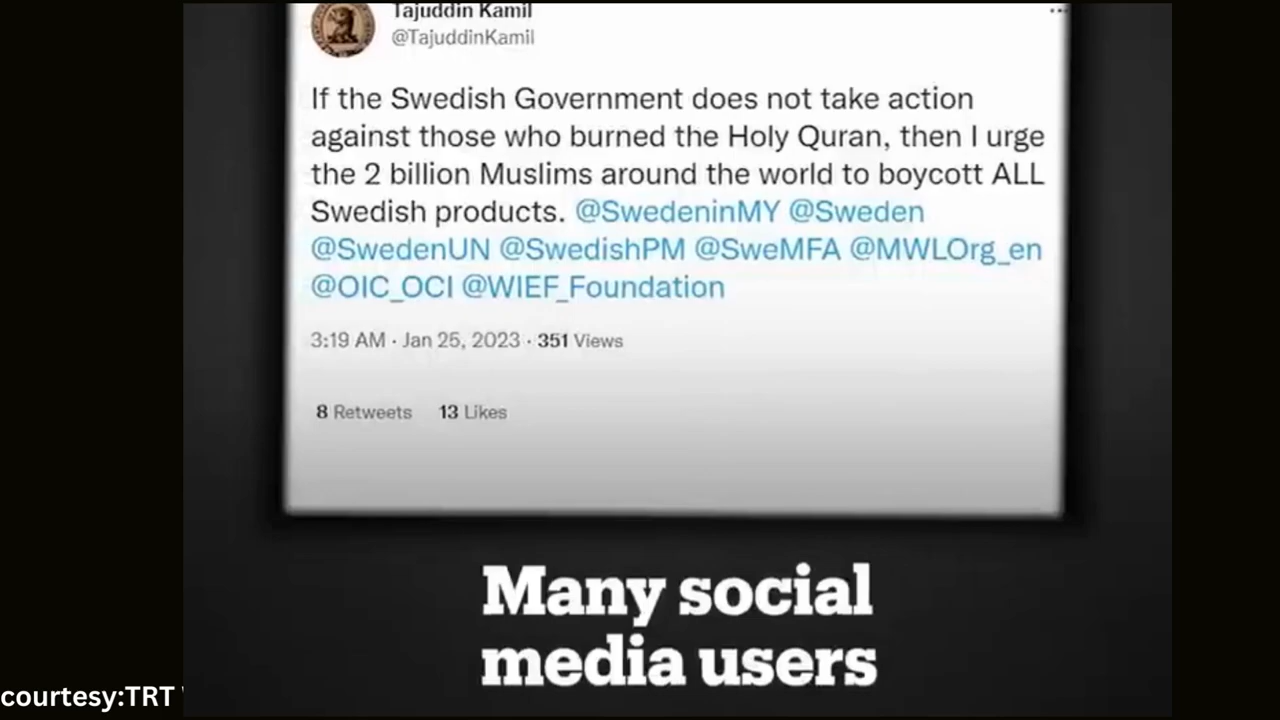 Tajuddin Kamil
@TajuddinKamil
If the Swedish Government does not take action
against those who burned the Holy Quran, then I urge
the 2 billion Muslims around the world to boycott ALL
Swedish products. @SwedeninMY @Sweden
@SwedenUN @SwedishPM @SweMFA @MWLOrg_en
@OIC_OCI @WIEF_Foundation
3:19 AM · Jan 25, 2023 · 351 Views
8 Retweets 13 Likes
Many social
media users
courtesy:TRT